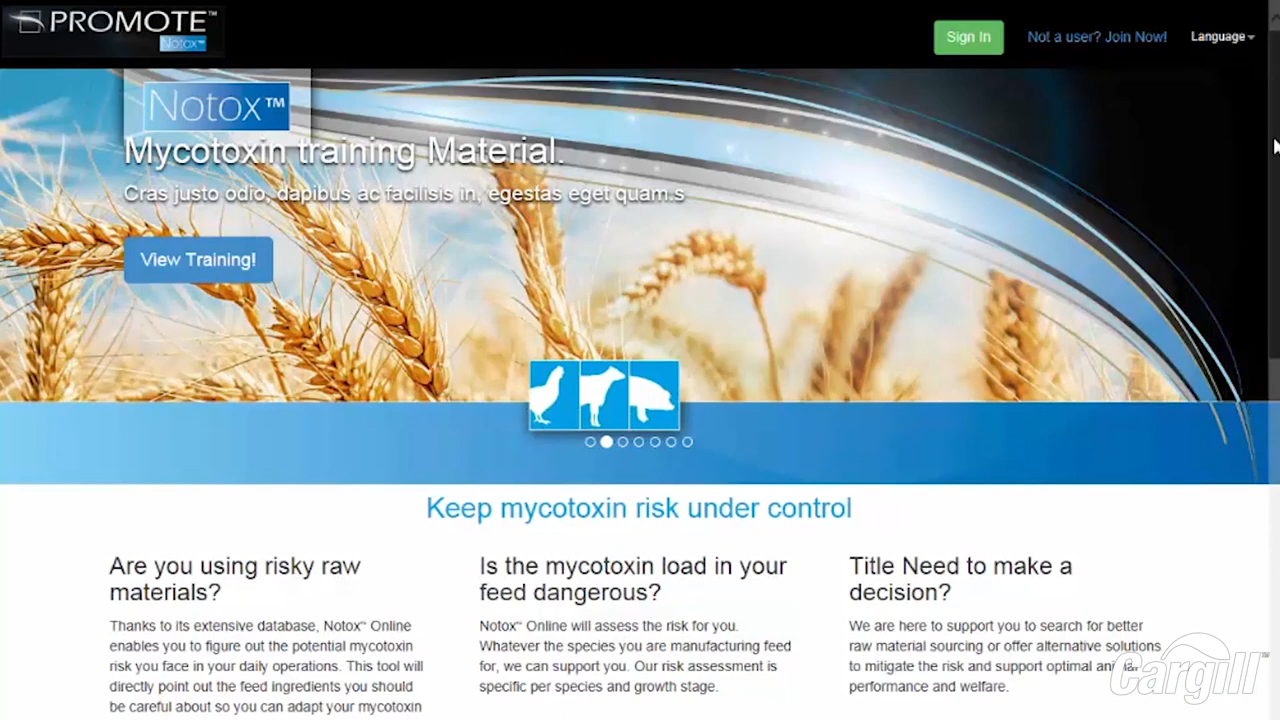 PROMOTE™
Notox™
Sign In
Not a user? Join Now!
Language
Notox™
Mycotoxin training Material.
Cras justo odio, dapibus ac facilisis in, egestas eget quam.s
View Training!
Keep mycotoxin risk under control
Are you using risky raw
materials?
Thanks to its extensive database, Notox™ Online
enables you to figure out the potential mycotoxin
risk you face in your daily operations. This tool will
directly point out the feed ingredients you should
be careful about so you can adapt your mycotoxin
Is the mycotoxin load in your
feed dangerous?
Notox™ Online will assess the risk for you.
Whatever the species you are manufacturing feed
for, we can support you. Our risk assessment is
specific per species and growth stage.
Title Need to make a
decision?
We are here to support you to search for better
raw material sourcing or offer alternative solutions
to mitigate the risk and support optimal
performance and welfare.
Cargill™